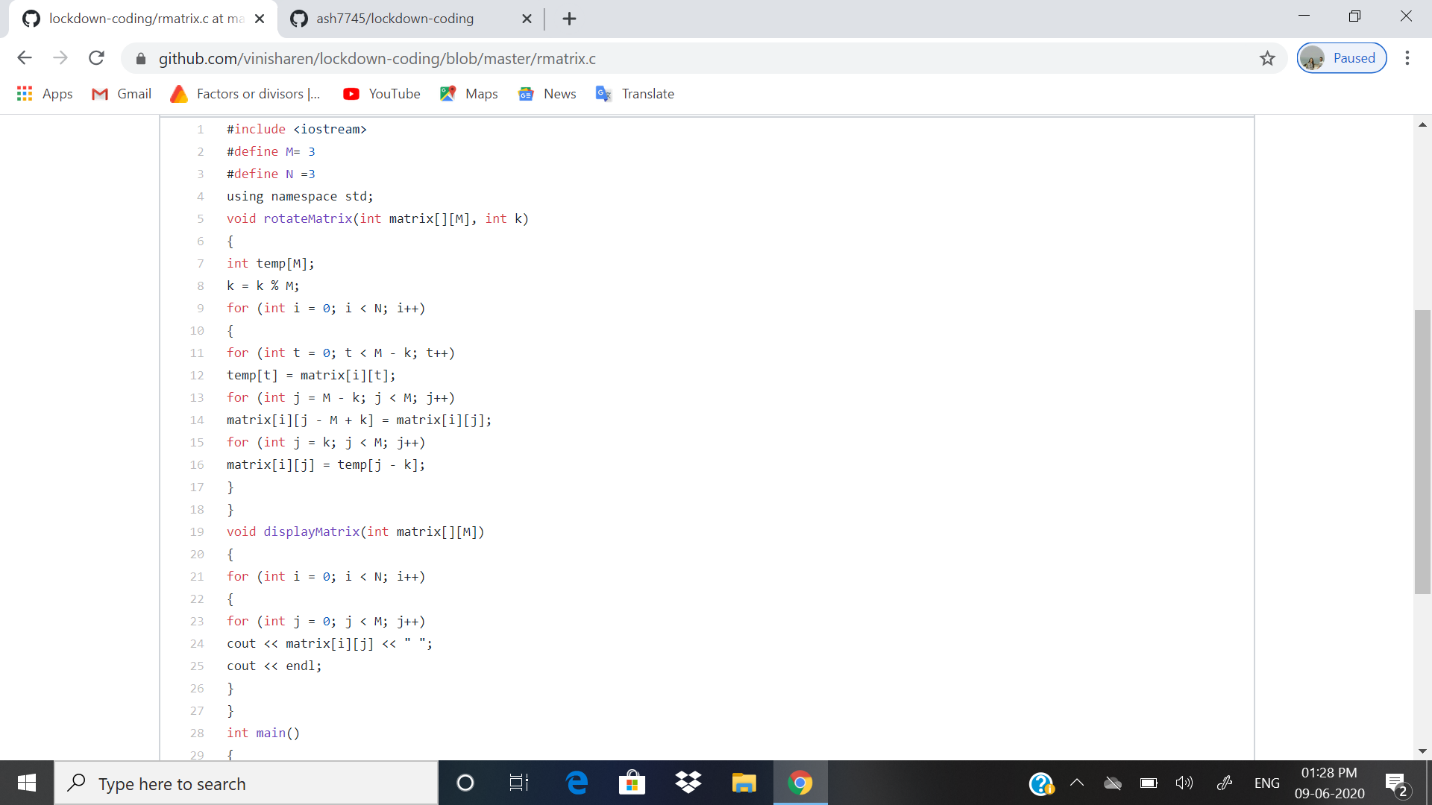 lockdown-coding/rmatrix.c at ma
ash7745/lockdown-coding
github.com/vinisharen/lockdown-coding/blob/master/rmatrix.c
Paused
Apps Gmail Factors or divisors |... YouTube Maps News Translate
1 #include <iostream>
2 #define M= 3
3 #define N =3
4 using namespace std;
5 void rotateMatrix(int matrix[][M], int k)
6 {
7 int temp[M];
8 k = k % M;
9 for (int i = 0; i < N; i++)
10 {
11 for (int t = 0; t < M - k; t++)
12 temp[t] = matrix[i][t];
13 for (int j = M - k; j < M; j++)
14 matrix[i][j - M + k] = matrix[i][j];
15 for (int j = k; j < M; j++)
16 matrix[i][j] = temp[j - k];
17 }
18 }
19 void displayMatrix(int matrix[][M])
20 {
21 for (int i = 0; i < N; i++)
22 {
23 for (int j = 0; j < M; j++)
24 cout << matrix[i][j] << " ";
25 cout << endl;
26 }
27 }
28 int main()
29 {
Type here to search
ENG
01:28 PM
09-06-2020
2